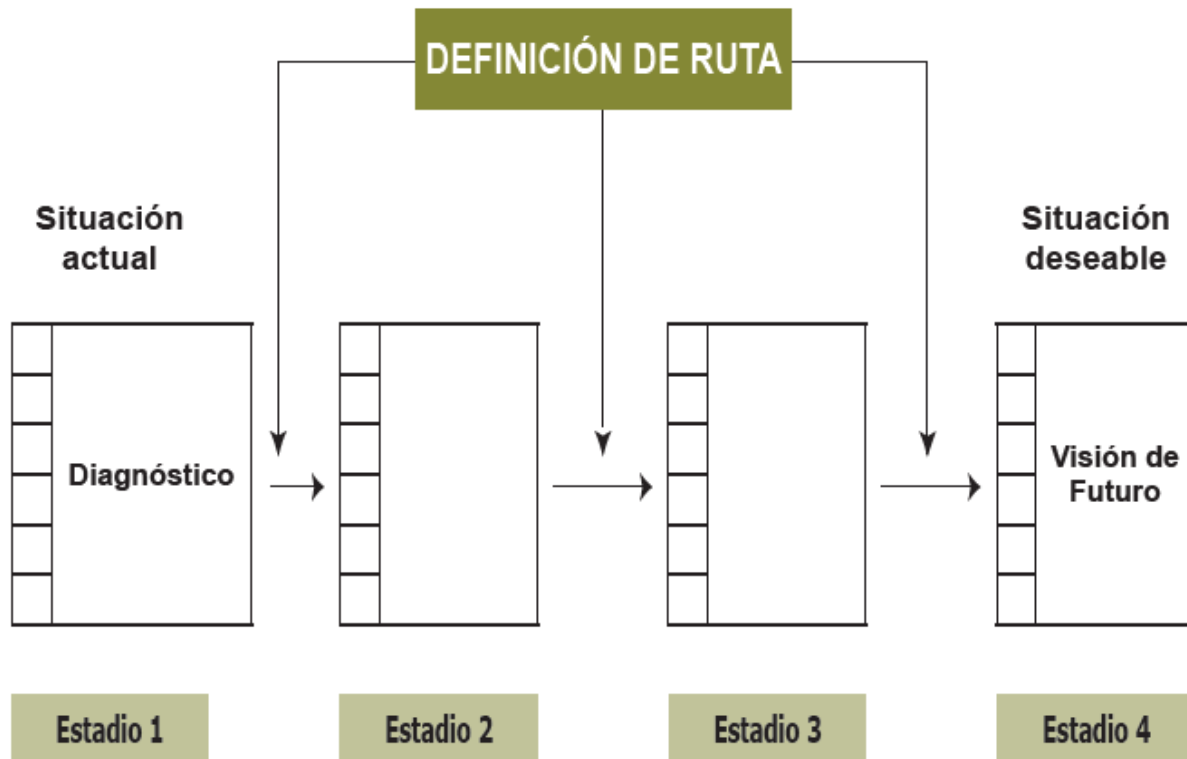 DEFINICIÓN DE RUTA
Situación
actual
Situación
deseable
Diagnóstico
Visión de
Futuro
Estadio 1
Estadio 2
Estadio 3
Estadio 4